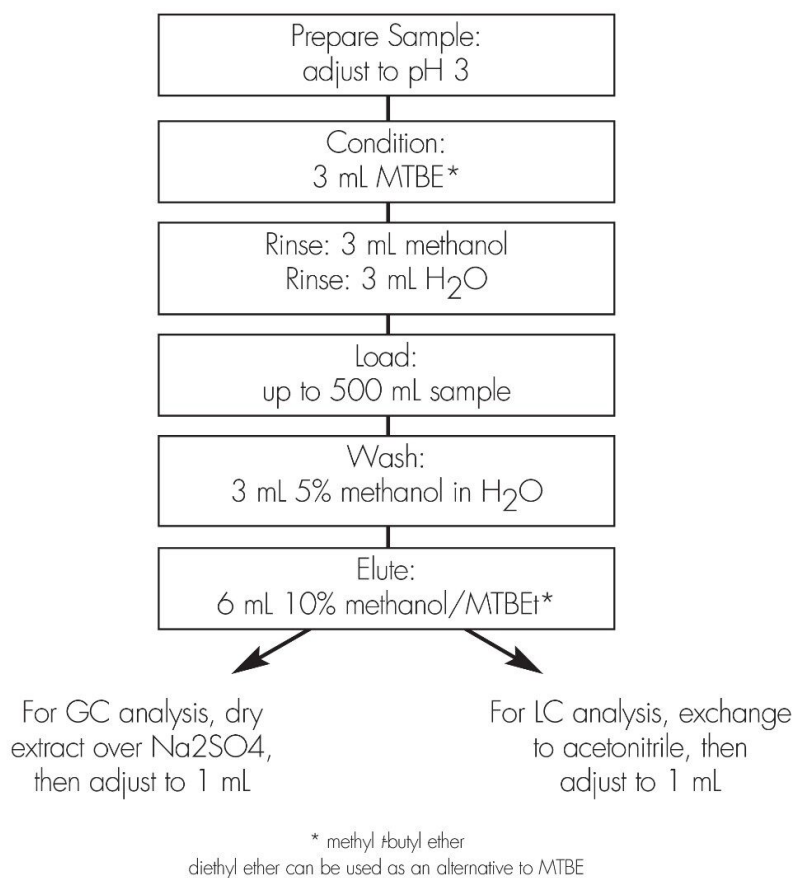 Prepare Sample:
adjust to pH 3
Condition:
3 mL MTBE*
Rinse: 3 mL methanol
Rinse: 3 mL H₂O
Load:
up to 500 mL sample
Wash:
3 mL 5% methanol in H₂O
Elute:
6 mL 10% methanol/MTBEt*
For GC analysis, dry
extract over Na2SO4,
then adjust to 1 mL
For LC analysis, exchange
to acetonitrile, then
adjust to 1 mL
* methyl t-butyl ether
diethyl ether can be used as an alternative to MTBE